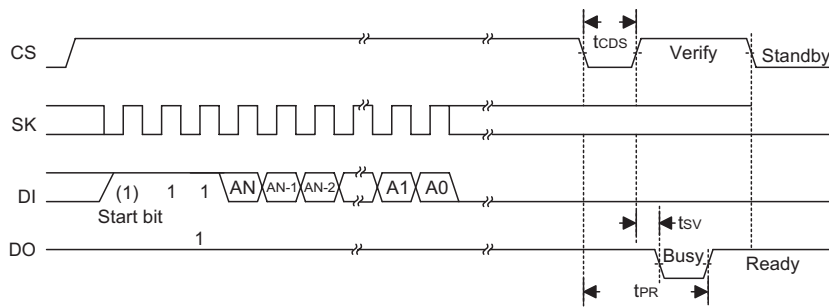 tCDS
CS Verify Standby
SK
DI (1) 1 1 AN AN-1 AN-2 A1 A0
Start bit
tSV
DO 1 Busy Ready
tPR